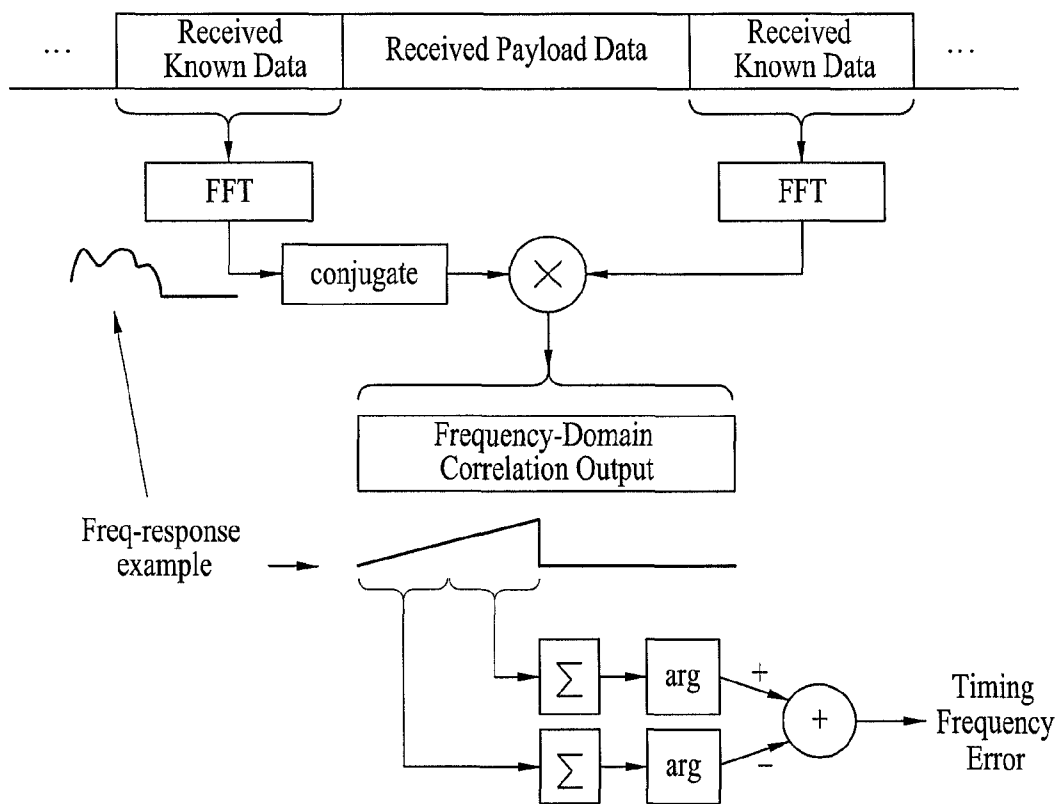 ...
Received
Known Data
Received Payload Data
Received
Known Data
...
FFT
FFT
conjugate
×
Frequency-Domain
Correlation Output
Freq-response
example
Σ
arg
+
Σ
arg
−
+
Timing
Frequency
Error